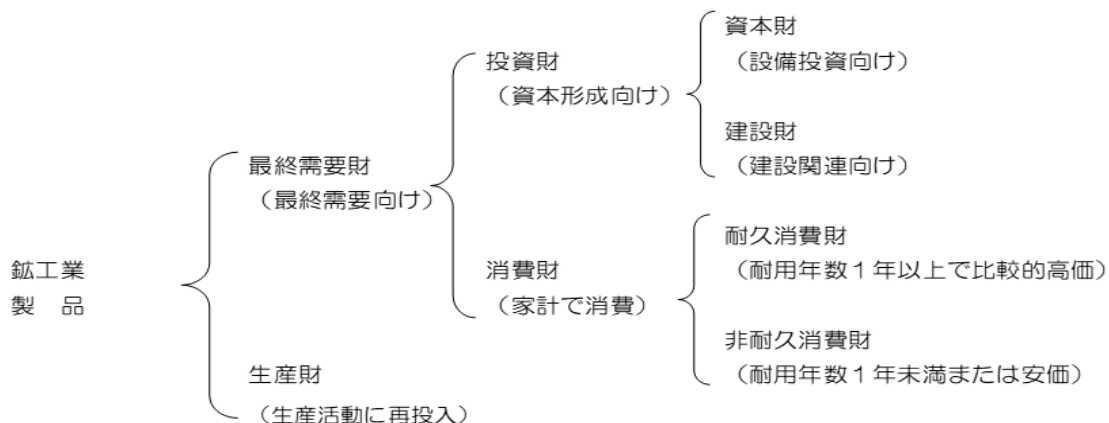 鉱工業
製　品
最終需要財
（最終需要向け）
生産財
（生産活動に再投入）
投資財
（資本形成向け）
消費財
（家計で消費）
資本財
（設備投資向け）
建設財
（建設関連向け）
耐久消費財
（耐用年数１年以上で比較的高価）
非耐久消費財
（耐用年数１年未満または安価）